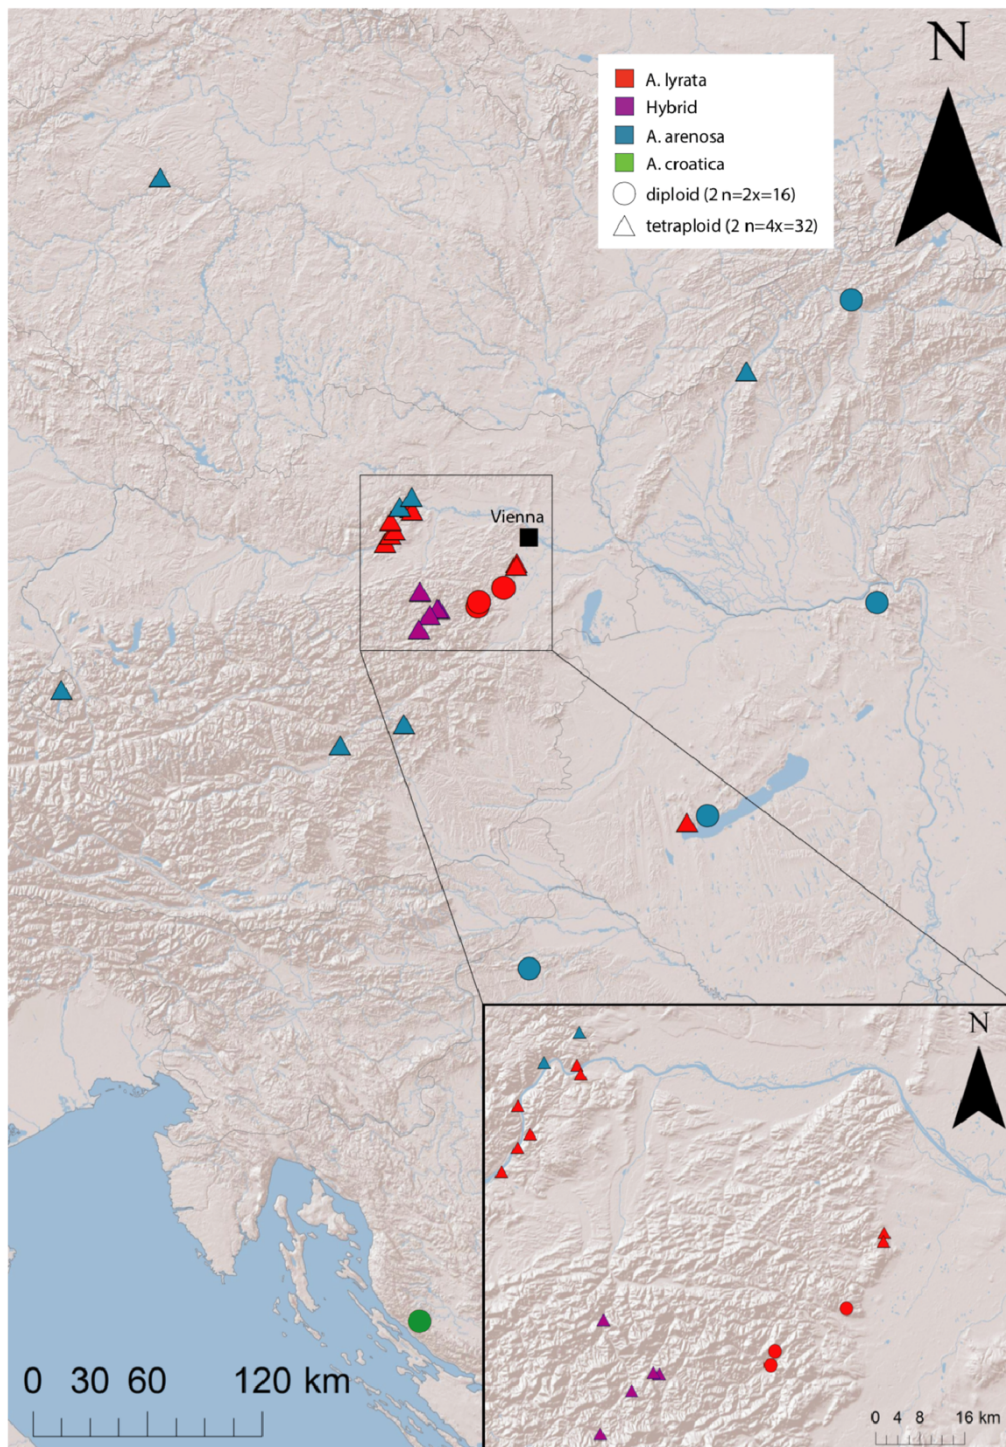 N
A. lyrata
Hybrid
A. arenosa
A. croatica
diploid (2 n=2x=16)
tetraploid (2 n=4x=32)
Vienna
N
0 30 60 120 km
0 4 8 16 km